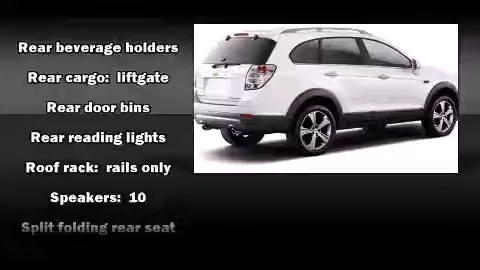 Rear beverage holders
Rear cargo: liftgate
Rear door bins
Rear reading lights
Roof rack: rails only
Speakers: 10
Split folding rear seat